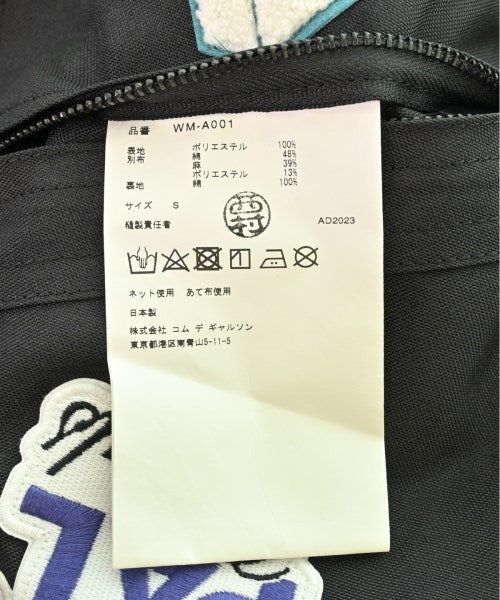 品番 WM-A001
表地 ポリエステル 100%
別布 綿 48%
麻 39%
ポリエステル 13%
裏地 綿 100%
サイズ S
縫製責任者 西村 AD2023
ネット使用 あて布使用
日本製
株式会社 コム デ ギャルソン
東京都港区南青山5-11-5